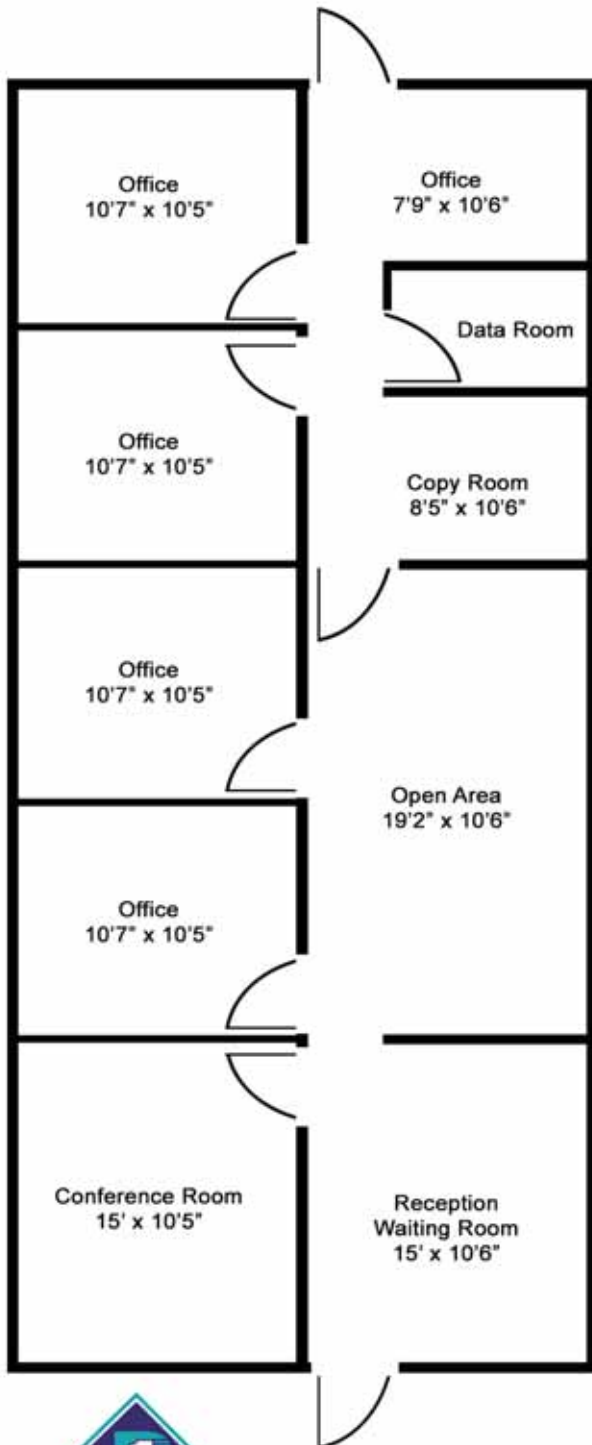 Office
10'7" x 10'5"
Office
7'9" x 10'6"
Data Room
Office
10'7" x 10'5"
Copy Room
8'5" x 10'6"
Office
10'7" x 10'5"
Open Area
19'2" x 10'6"
Office
10'7" x 10'5"
Conference Room
15' x 10'5"
Reception
Waiting Room
15' x 10'6"